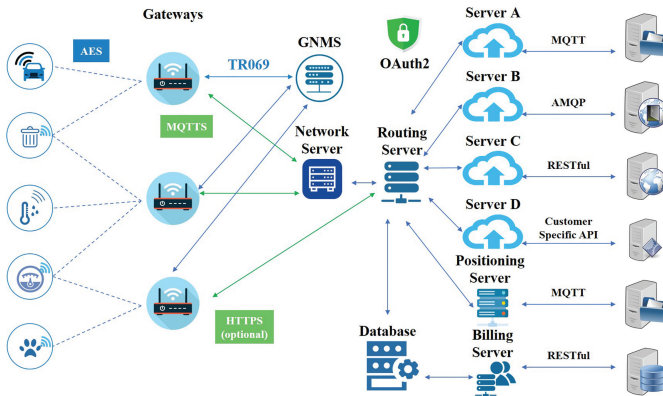 Gateways
AES
GNMS
TR069
OAuth2
MQTTS
Network
Server
Routing
Server
Server A
MQTT
Server B
AMQP
Server C
RESTful
Server D
Customer
Specific API
Positioning
Server
MQTT
HTTPS
(optional)
Database
Billing
Server
RESTful